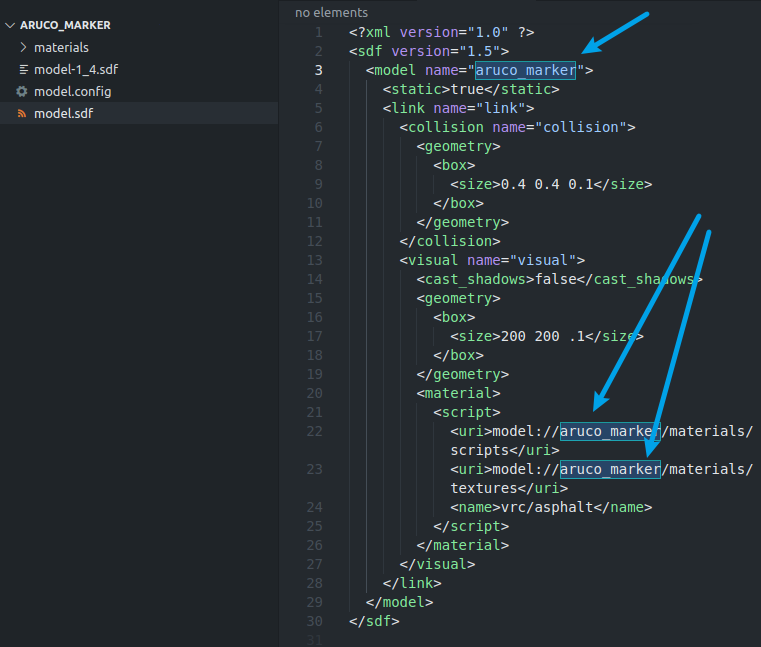 ARUCO_MARKER
materials
model-1_4.sdf
model.config
model.sdf
no elements
1 <?xml version="1.0" ?>
2 <sdf version="1.5">
3 <model name="aruco_marker">
4 <static>true</static>
5 <link name="link">
6 <collision name="collision">
7 <geometry>
8 <box>
9 <size>0.4 0.4 0.1</size>
10 </box>
11 </geometry>
12 </collision>
13 <visual name="visual">
14 <cast_shadows>false</cast_shadows>
15 <geometry>
16 <box>
17 <size>200 200 .1</size>
18 </box>
19 </geometry>
20 <material>
21 <script>
22 <uri>model://aruco_marker/materials/
scripts</uri>
23 <uri>model://aruco_marker/materials/
textures</uri>
24 <name>vrc/asphalt</name>
25 </script>
26 </material>
27 </visual>
28 </link>
29 </model>
30 </sdf>
31